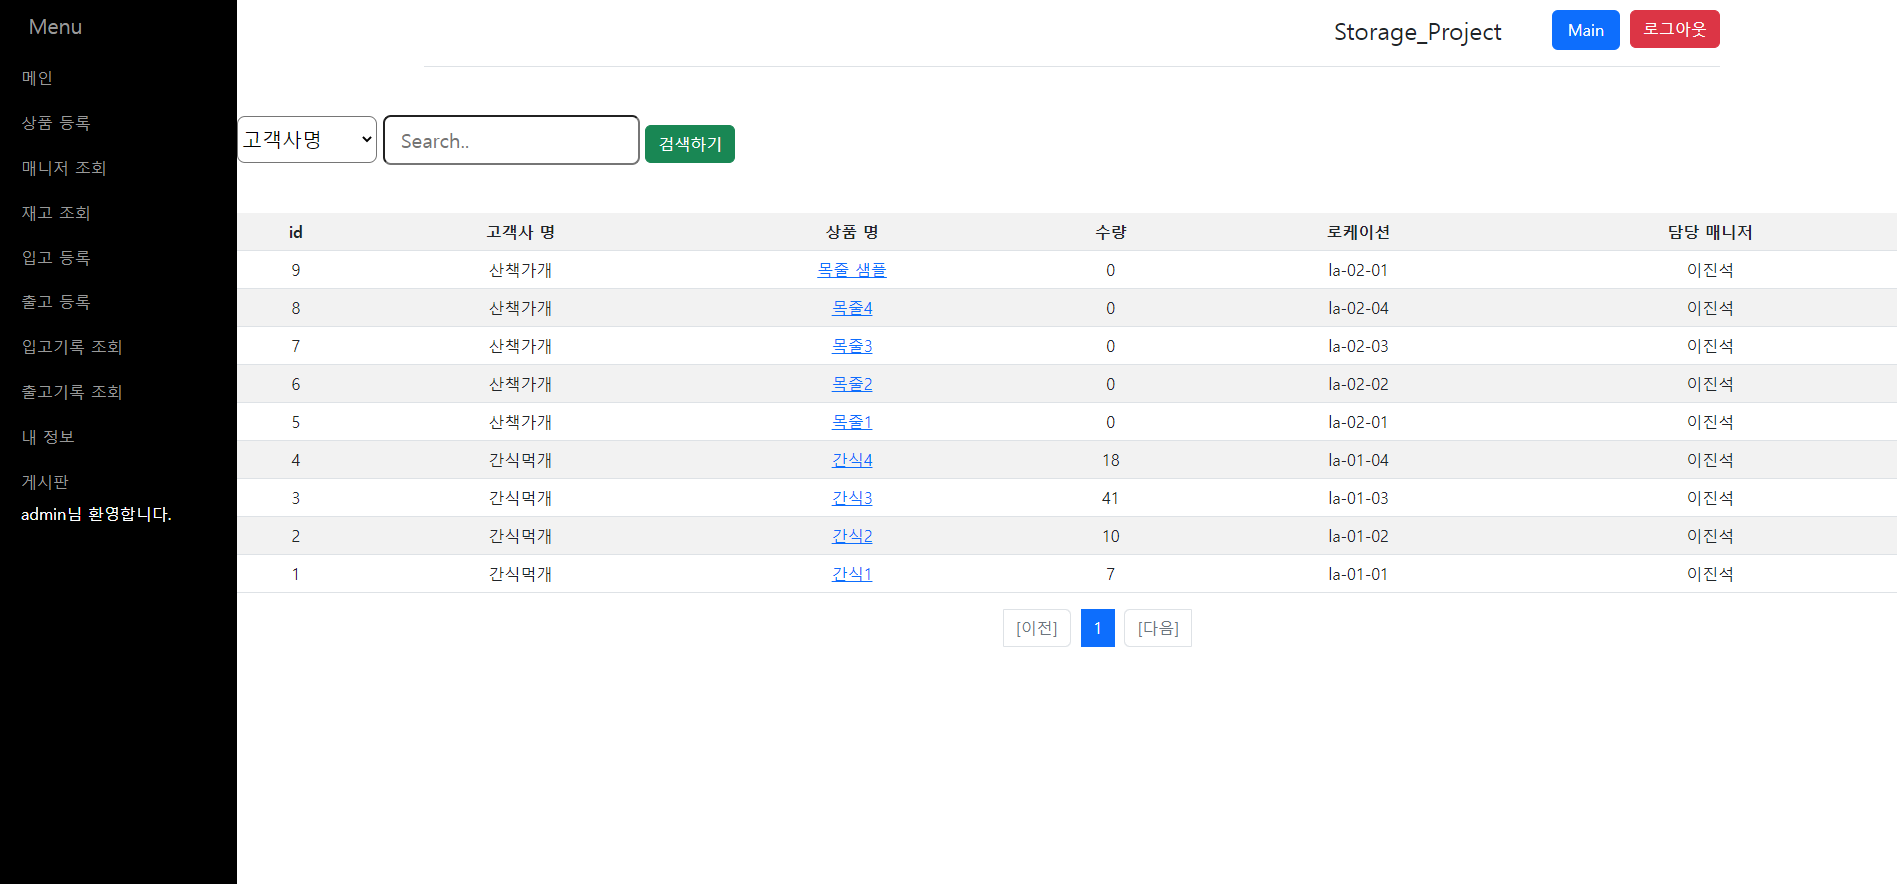 Menu
메인
상품 등록
매니저 조회
재고 조회
입고 등록
출고 등록
입고기록 조회
출고기록 조회
내 정보
게시판
admin님 환영합니다.
Storage_Project Main 로그아웃
고객사명 Search.. 검색하기
id 고객사 명 상품 명 수량 로케이션 담당 매니저
9 산책가개 목줄 샘플 0 la-02-01 이진석
8 산책가개 목줄4 0 la-02-04 이진석
7 산책가개 목줄3 0 la-02-03 이진석
6 산책가개 목줄2 0 la-02-02 이진석
5 산책가개 목줄1 0 la-02-01 이진석
4 간식먹개 간식4 18 la-01-04 이진석
3 간식먹개 간식3 41 la-01-03 이진석
2 간식먹개 간식2 10 la-01-02 이진석
1 간식먹개 간식1 7 la-01-01 이진석
[이전] 1 [다음]